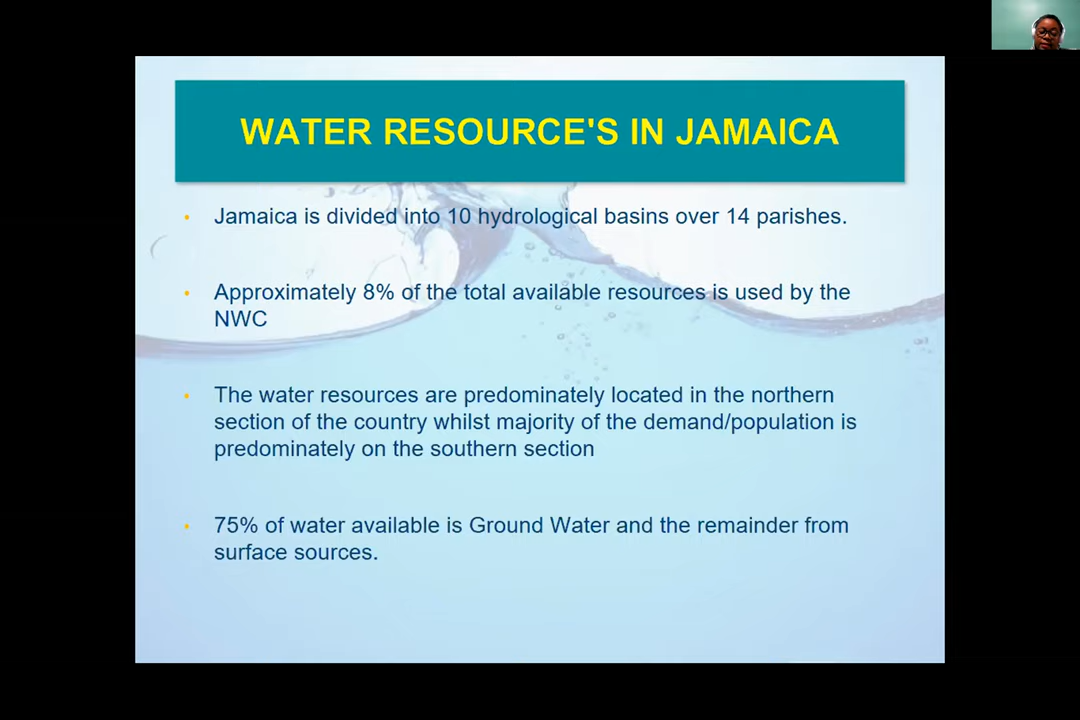 WATER RESOURCE'S IN JAMAICA
• Jamaica is divided into 10 hydrological basins over 14 parishes.
• Approximately 8% of the total available resources is used by the
NWC
• The water resources are predominately located in the northern
section of the country whilst majority of the demand/population is
predominately on the southern section
• 75% of water available is Ground Water and the remainder from
surface sources.